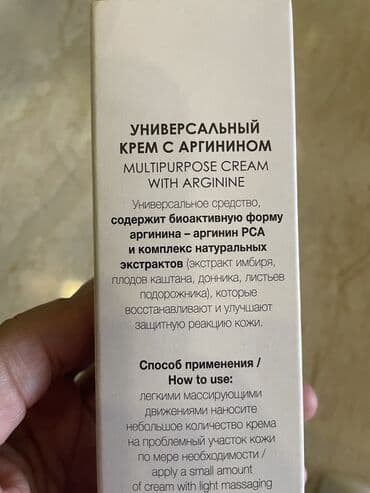 УНИВЕРСАЛЬНЫЙ
КРЕМ С АРГИНИНОМ
MULTIPURPOSE CREAM
WITH ARGININE
Универсальное средство,
содержит биоактивную форму
аргинина – аргинин PCA
и комплекс натуральных
экстрактов (экстракт имбиря,
плодов каштана, донника, листьев
подорожника), которые
восстанавливают и улучшают
защитную реакцию кожи.
Способ применения /
How to use:
легкими массирующими
движениями наносите
небольшое количество крема
на проблемный участок кожи
по мере необходимости /
apply a small amount
of cream with light massaging